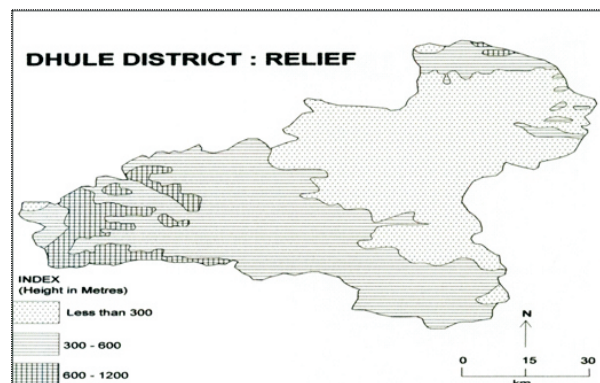 DHULE DISTRICT : RELIEF
INDEX
(Height in Metres)
Less than 300
300 - 600
600 - 1200
N
0 15 30
km